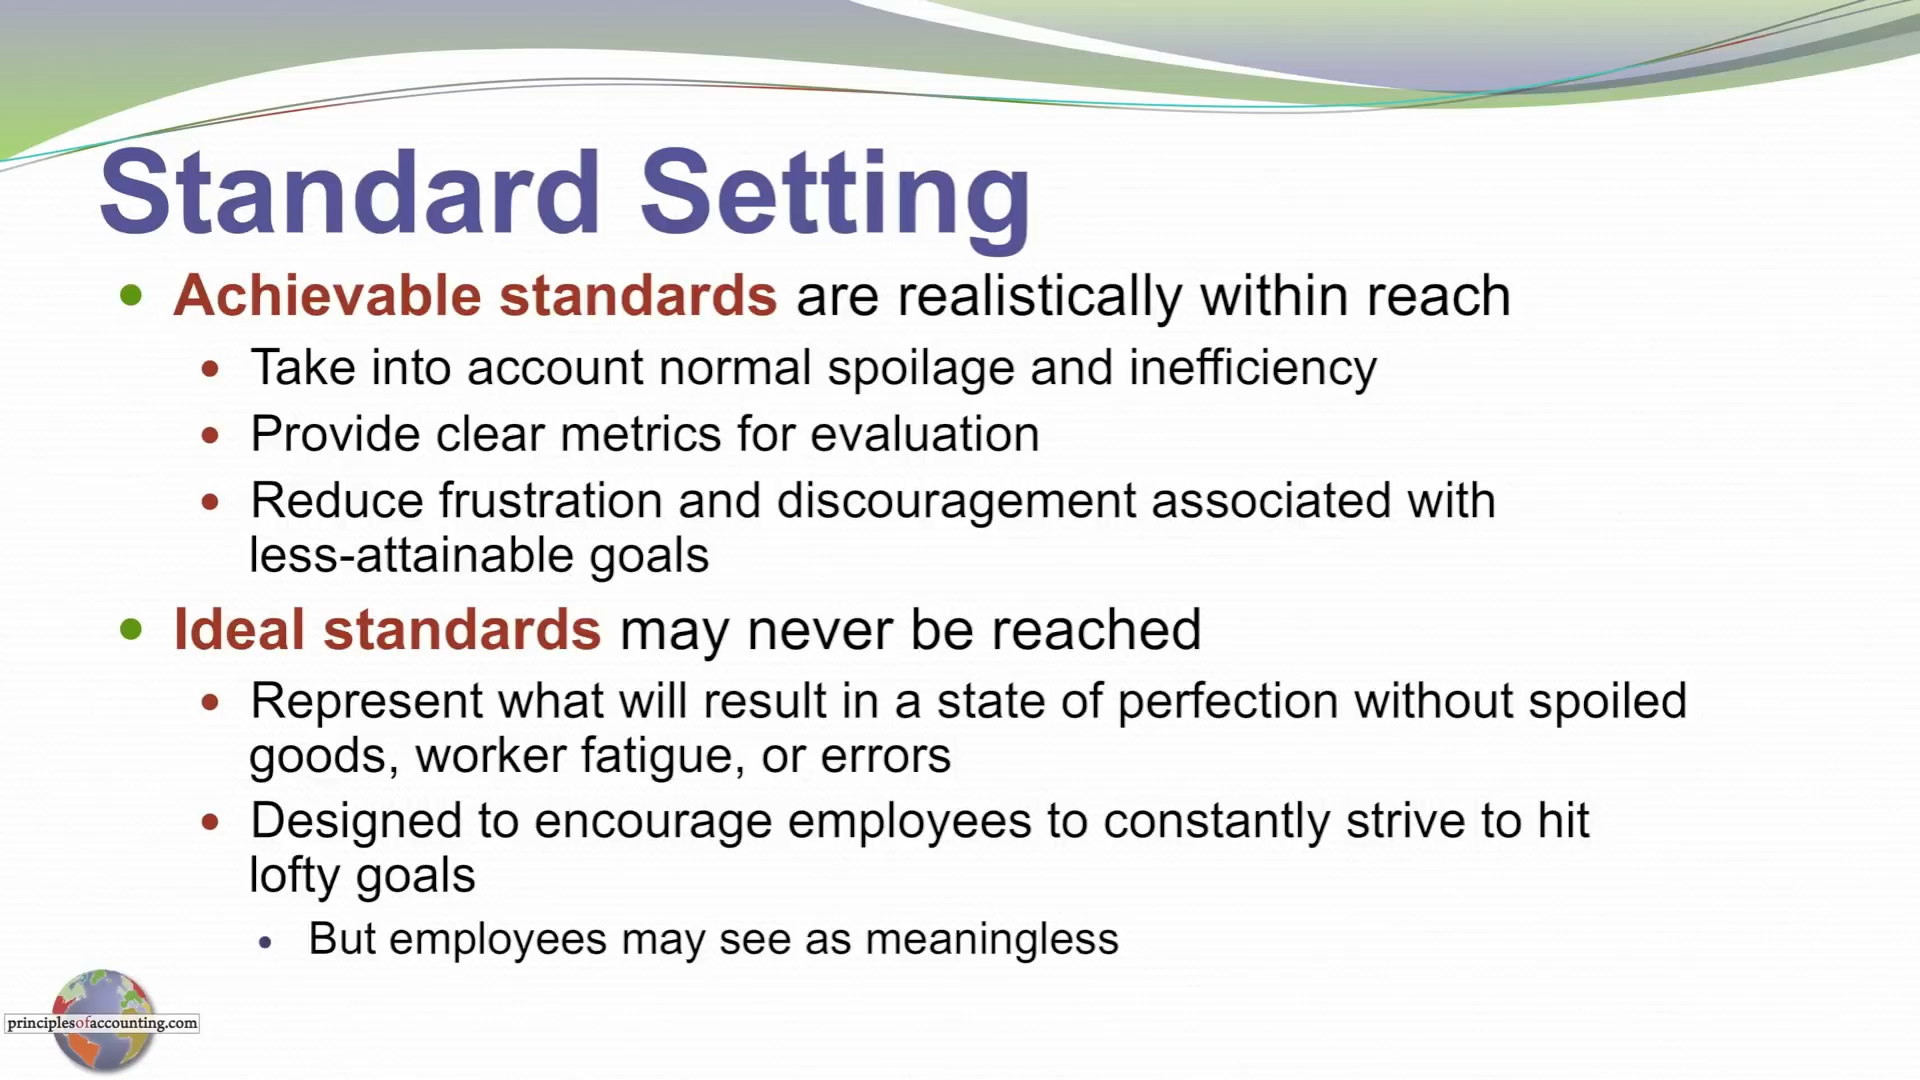 Standard Setting
• Achievable standards are realistically within reach
• Take into account normal spoilage and inefficiency
• Provide clear metrics for evaluation
• Reduce frustration and discouragement associated with
less-attainable goals
• Ideal standards may never be reached
• Represent what will result in a state of perfection without spoiled
goods, worker fatigue, or errors
• Designed to encourage employees to constantly strive to hit
lofty goals
• But employees may see as meaningless
principlesofaccounting.com